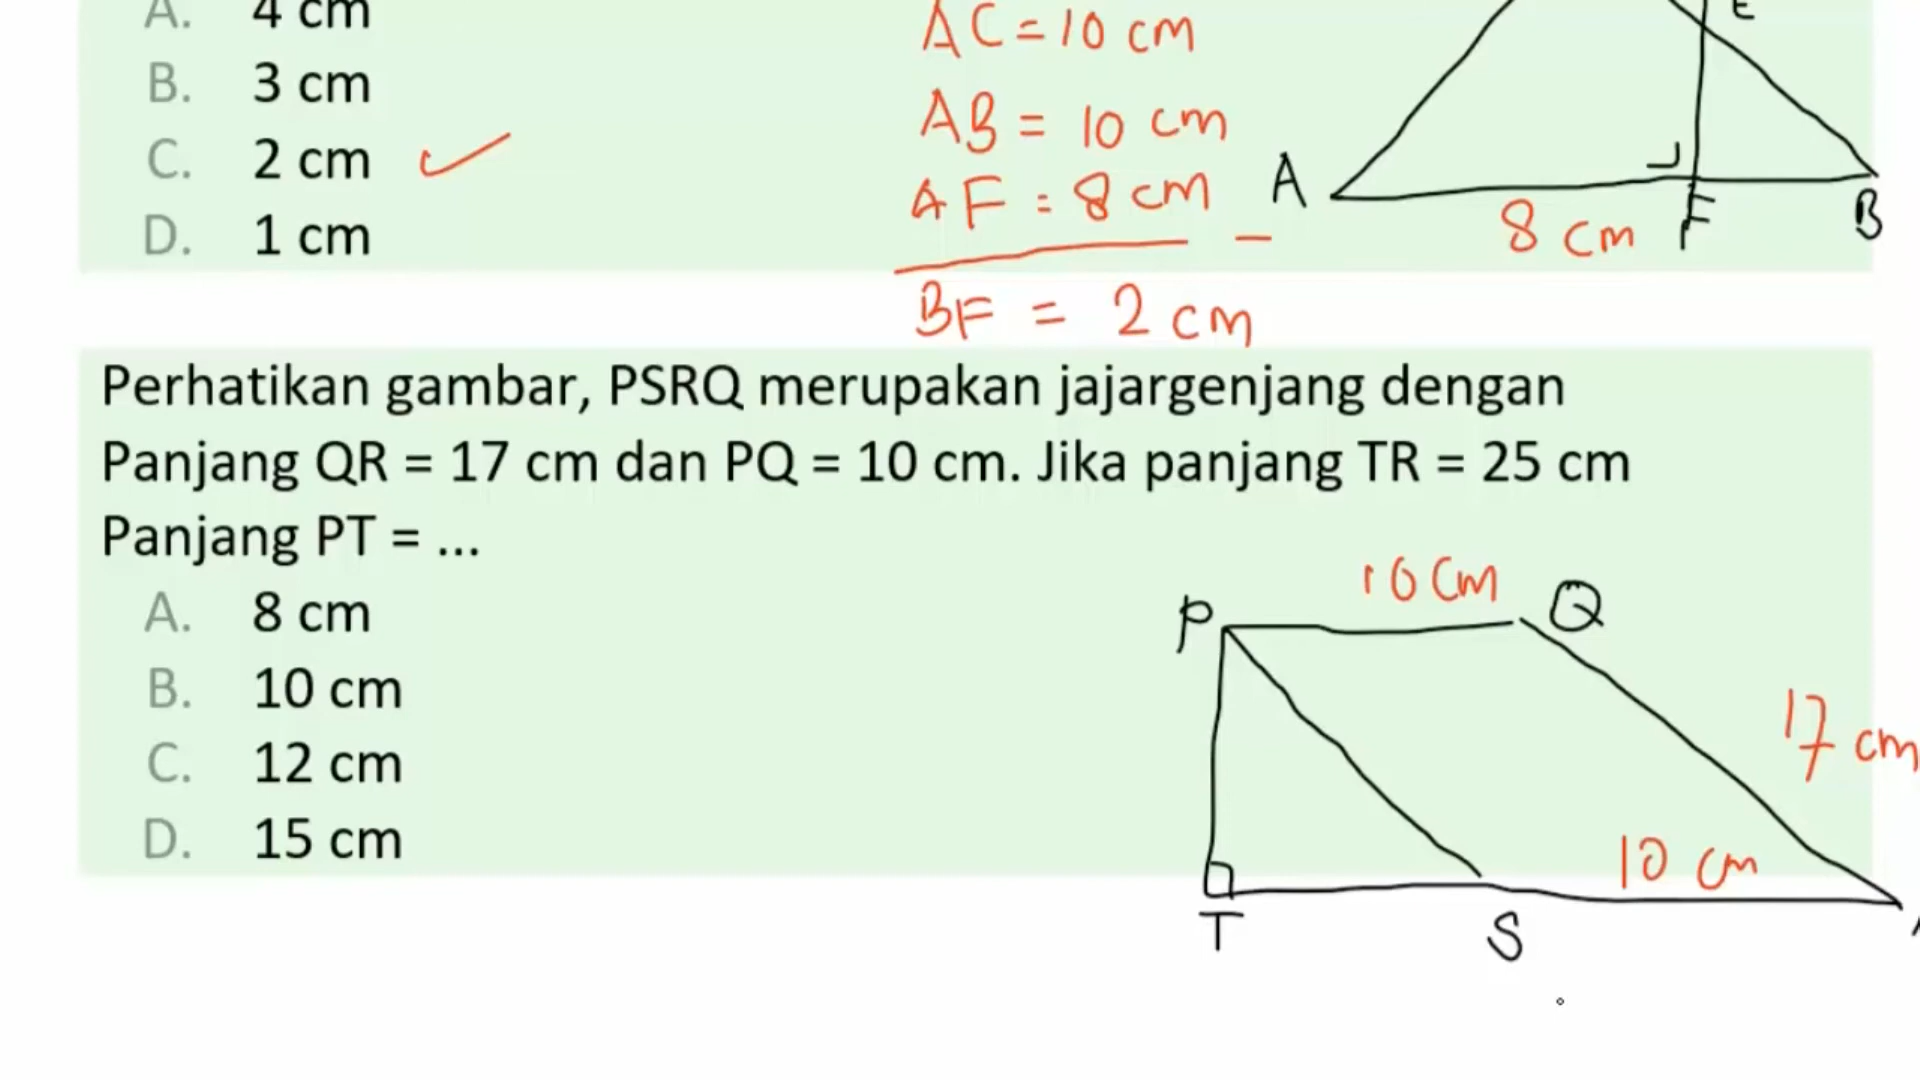 A. 4 cm
B. 3 cm
C. 2 cm
D. 1 cm
AC = 10 cm
AB = 10 cm
AF = 8 cm
BF = 2 cm
E
A
F
B
8 cm
Perhatikan gambar, PSRQ merupakan jajargenjang dengan
Panjang QR = 17 cm dan PQ = 10 cm. Jika panjang TR = 25 cm
Panjang PT = ...
A. 8 cm
B. 10 cm
C. 12 cm
D. 15 cm
10 cm
P
Q
17 cm
10 cm
T
S